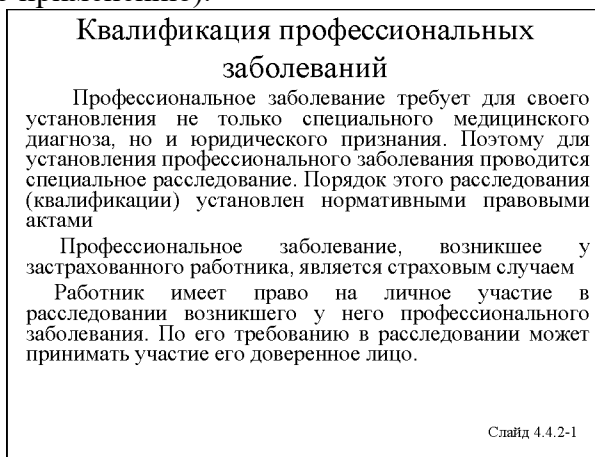 Квалификация профессиональных
заболеваний
Профессиональное заболевание требует для своего
установления не только специального медицинского
диагноза, но и юридического признания. Поэтому для
установления профессионального заболевания проводится
специальное расследование. Порядок этого расследования
(квалификации) установлен нормативными правовыми
актами
Профессиональное заболевание, возникшее у
застрахованного работника, является страховым случаем
Работник имеет право на личное участие в
расследовании возникшего у него профессионального
заболевания. По его требованию в расследовании может
принимать участие его доверенное лицо.
Слайд 4.4.2-1